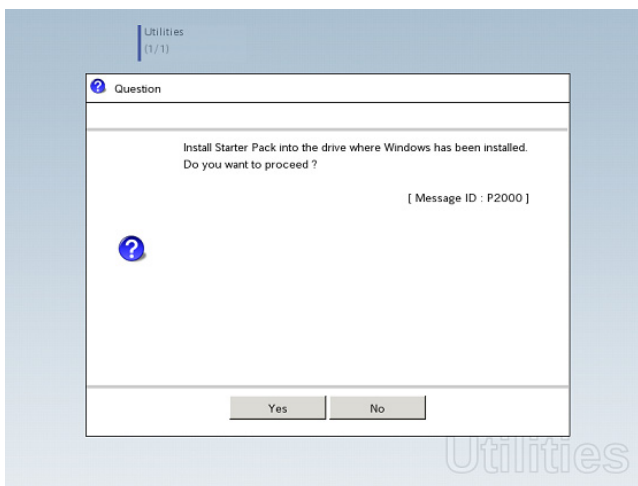 Utilities
(1/1)
Question
Install Starter Pack into the drive where Windows has been installed.
Do you want to proceed ?
[ Message ID : P2000 ]
Yes
No
Utilities